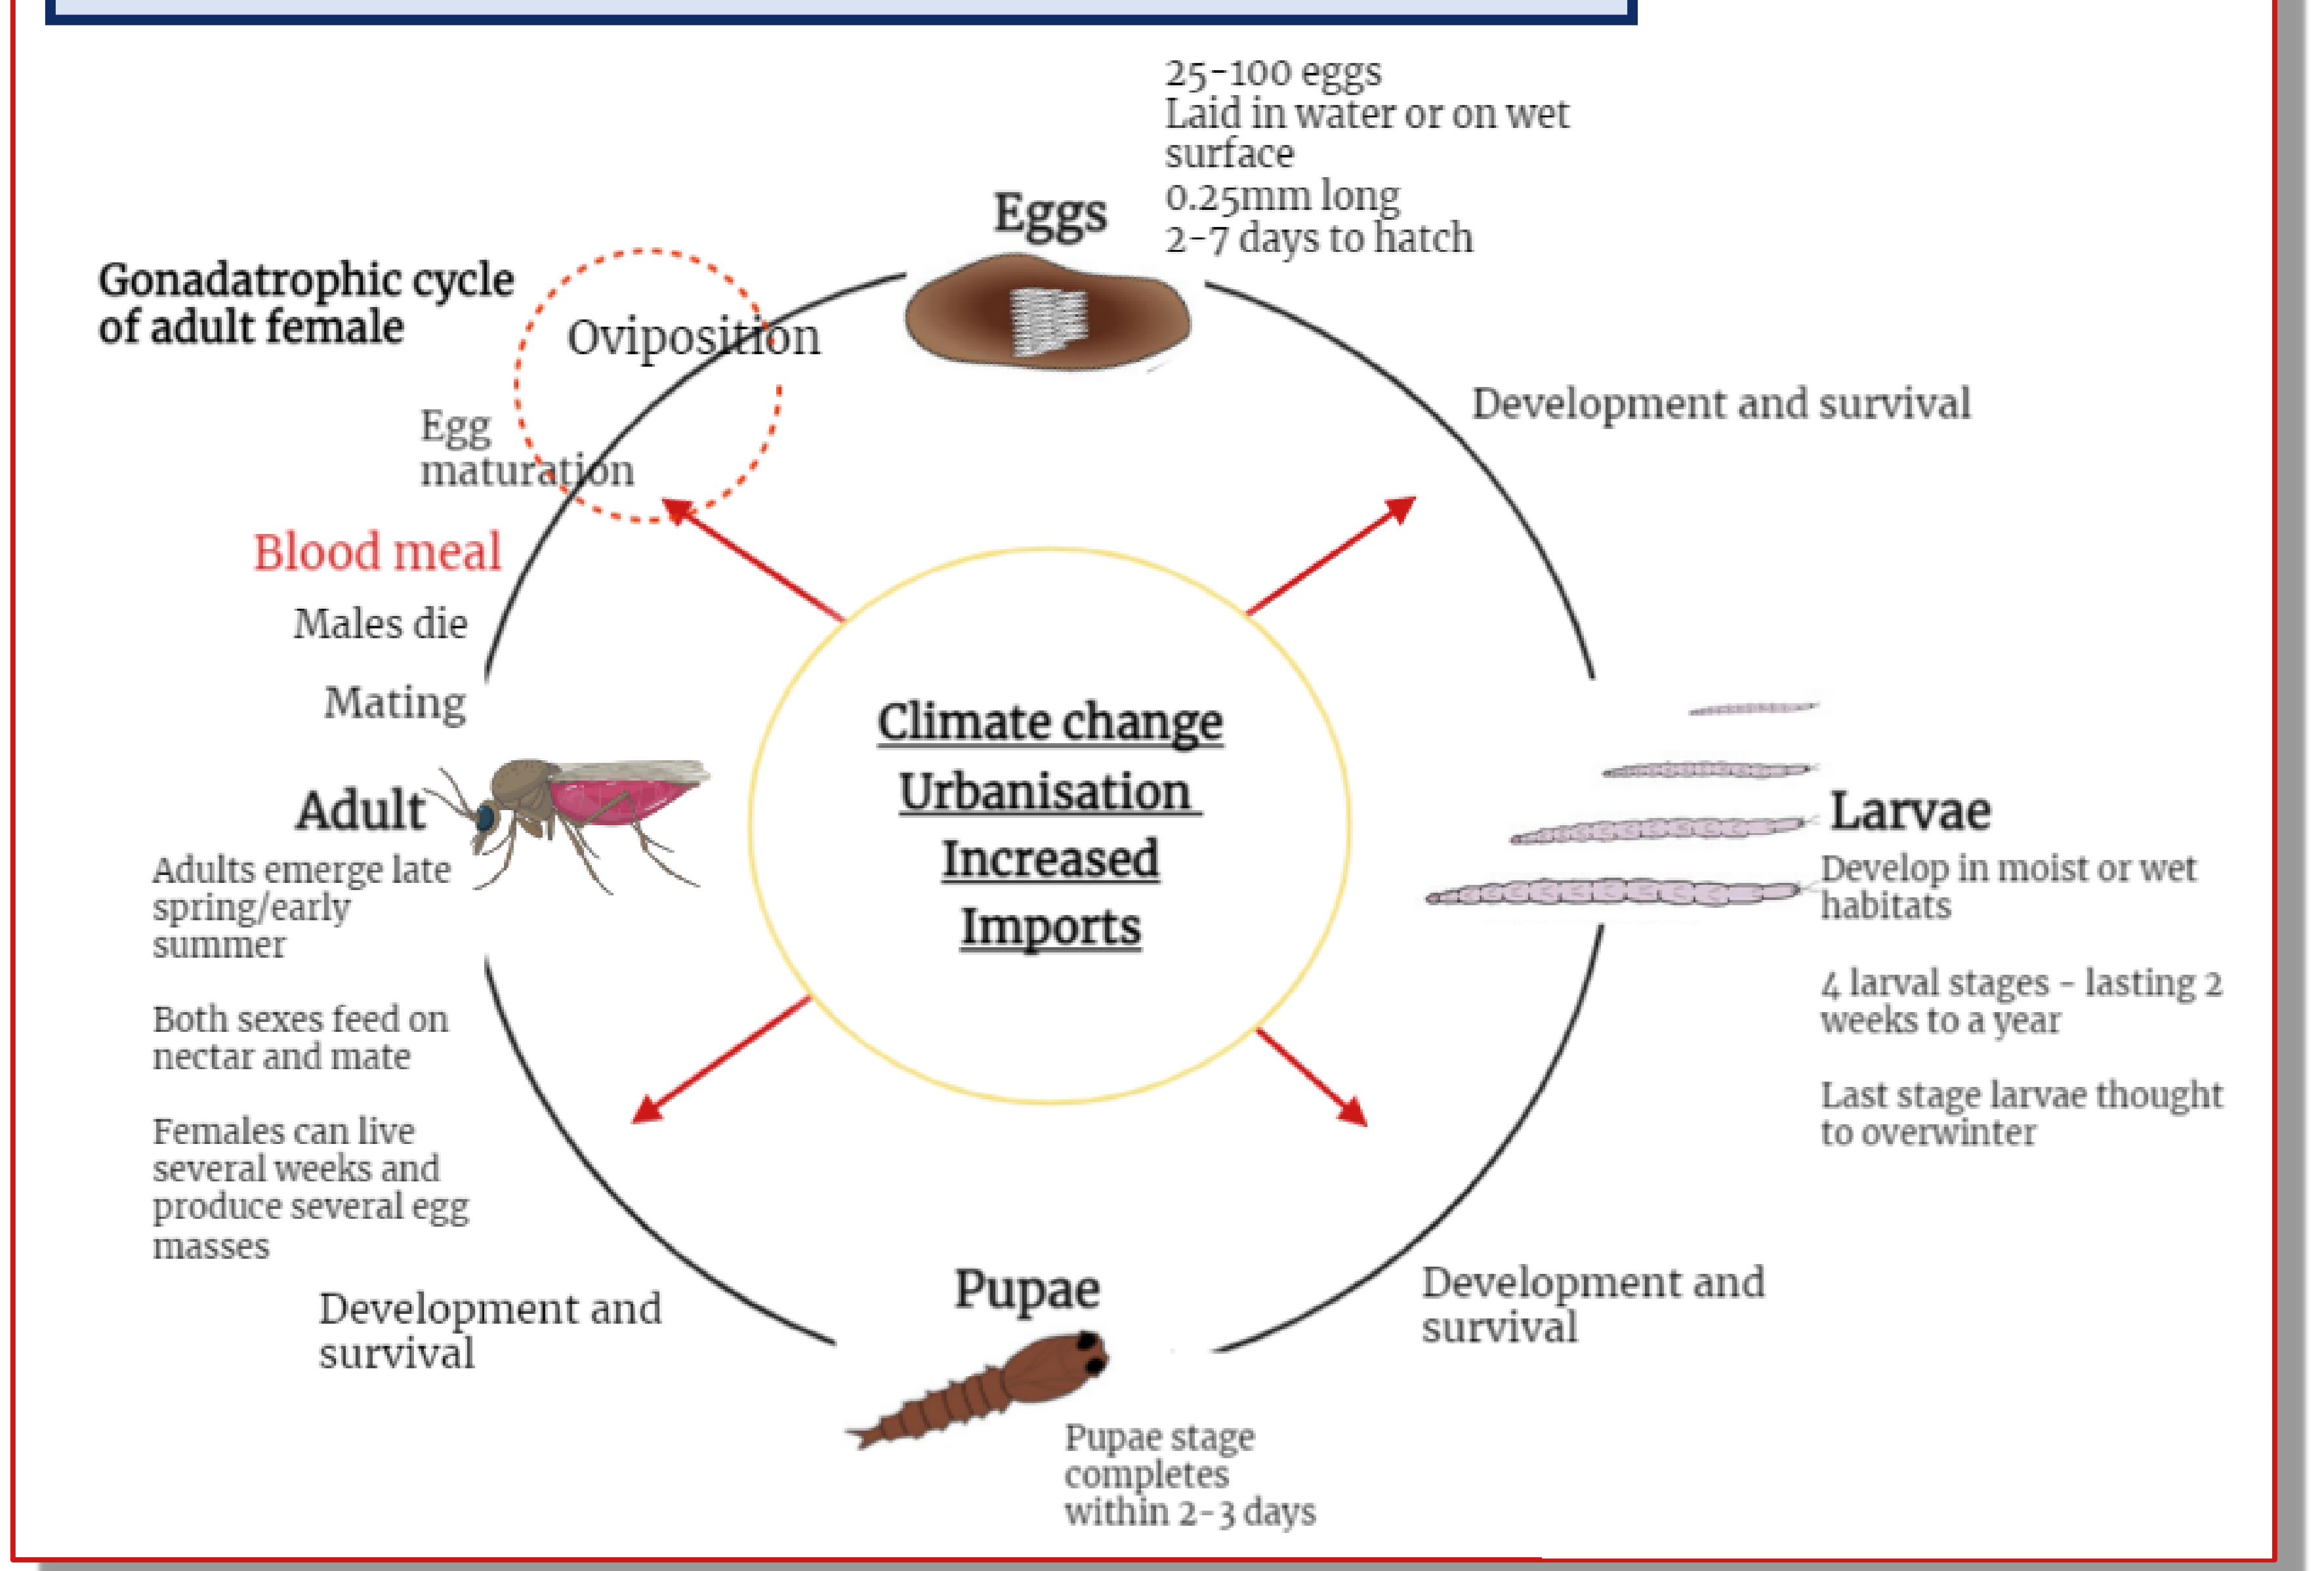 25-100 eggs
Laid in water or on wet
surface
0.25mm long
2-7 days to hatch
Eggs
Gonadatrophic cycle
of adult female
Oviposition
Egg
maturation
Blood meal
Males die
Mating
Development and survival
Climate change
Urbanisation
Increased
Imports
Adult
Adults emerge late
spring/early
summer
Both sexes feed on
nectar and mate
Females can live
several weeks and
produce several egg
masses
Larvae
Develop in moist or wet
habitats
4 larval stages - lasting 2
weeks to a year
Last stage larvae thought
to overwinter
Development and
survival
Pupae
Development and
survival
Pupae stage
completes
within 2-3 days